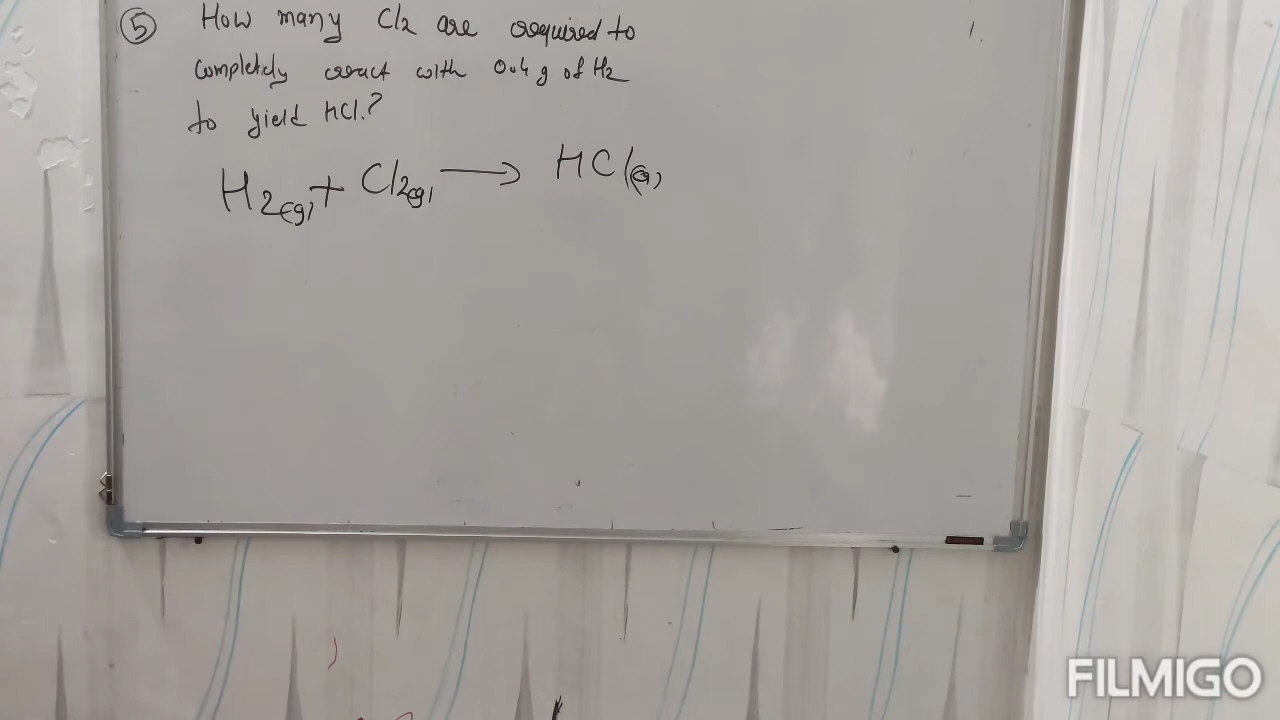 ⑤ How many Cl2 are required to
completely react with 0.4 g of H2
to yield HCl.?
H2(g) + Cl2(g) ⟶ HCl(g)
FILMIGO